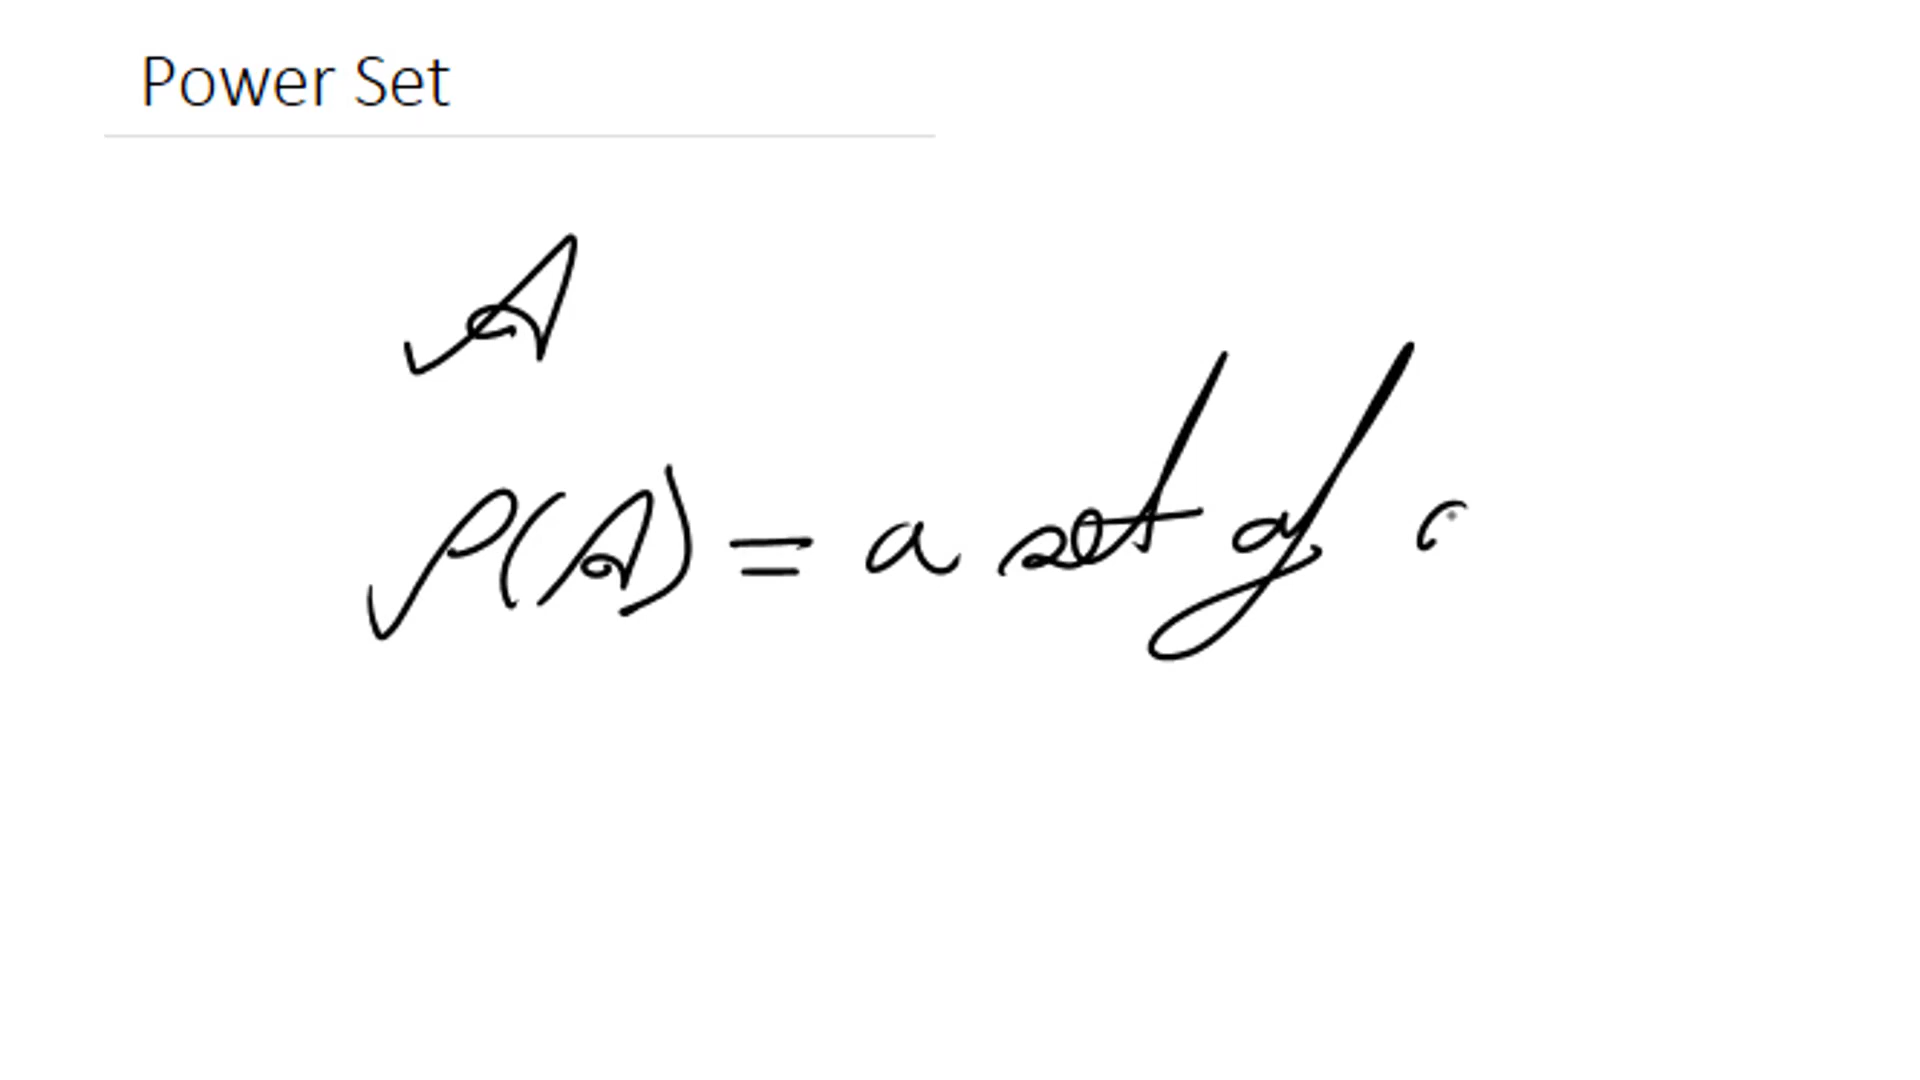 Power Set
A
P(A) = a set of